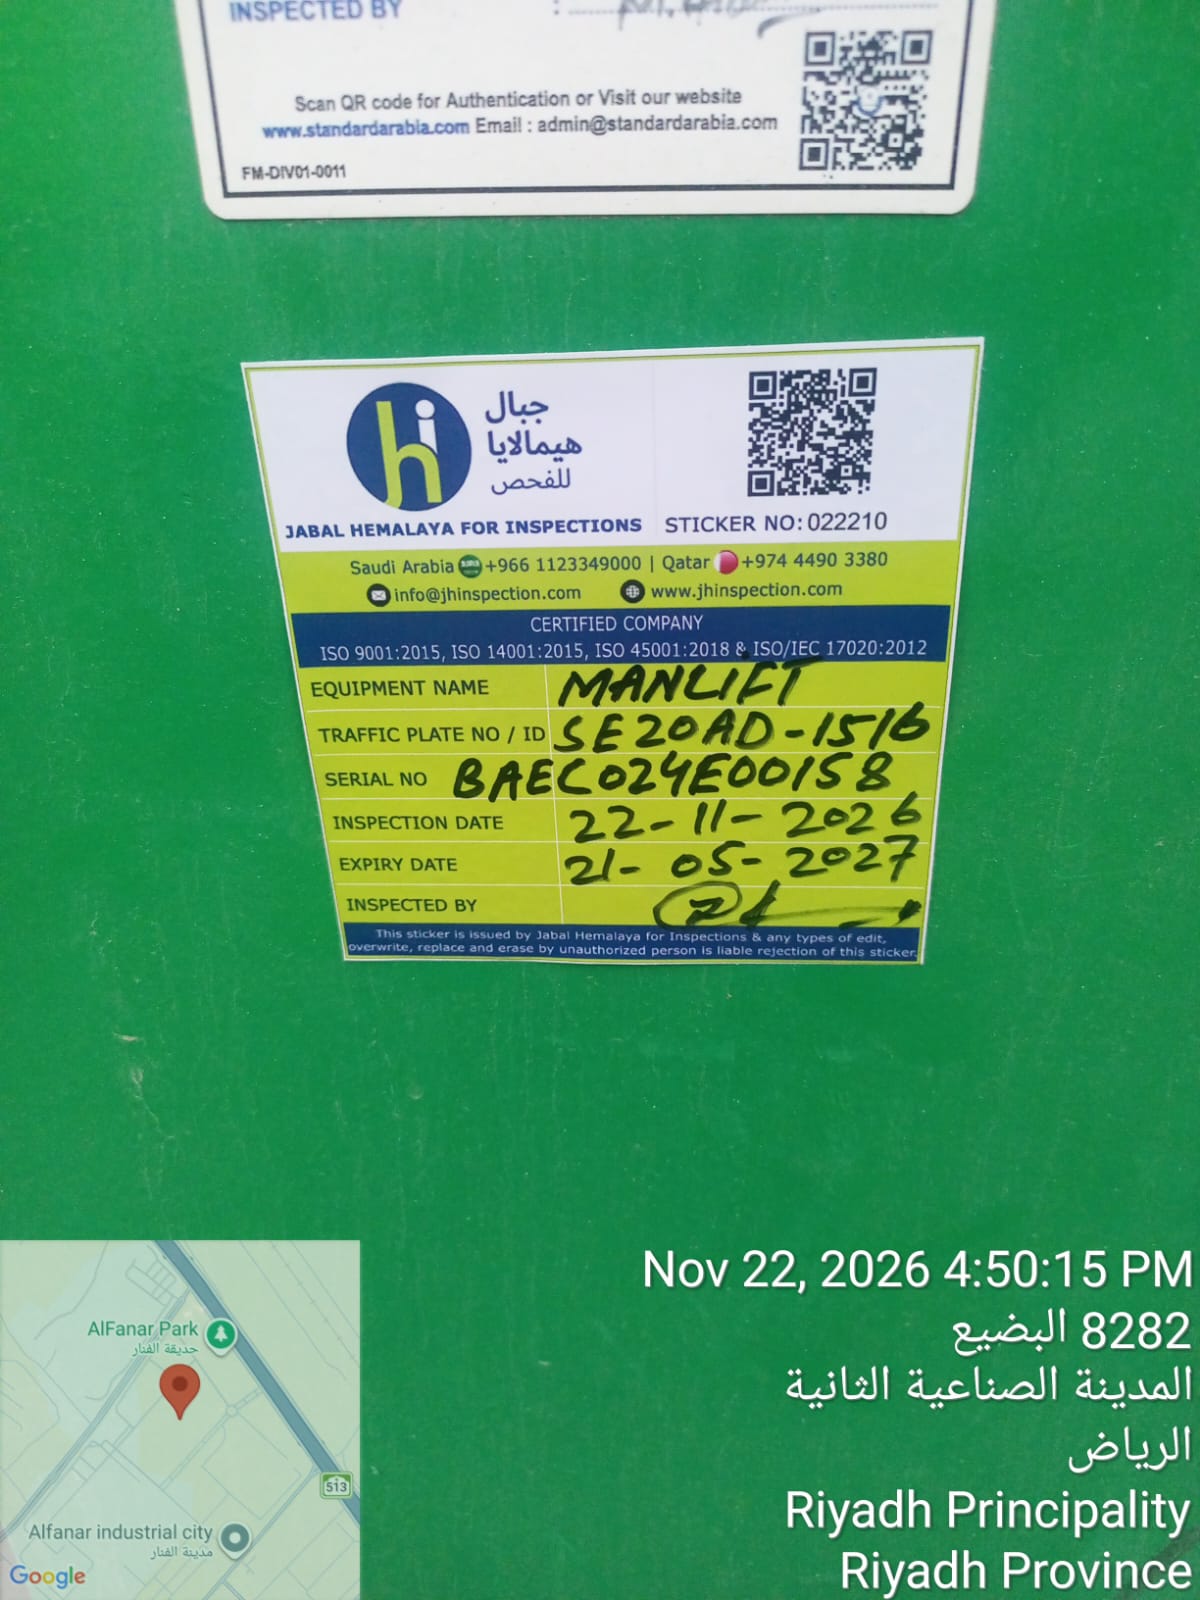 INSPECTED BY :
Scan QR code for Authentication or Visit our website
www.standardarabia.com Email : admin@standardarabia.com
FM-DIV01-0011
hi
جبال
هيمالايا
للفحص
JABAL HEMALAYA FOR INSPECTIONS
STICKER NO: 022210
Saudi Arabia +966 1123349000 | Qatar +974 4490 3380
info@jhinspection.com www.jhinspection.com
CERTIFIED COMPANY
ISO 9001:2015, ISO 14001:2015, ISO 45001:2018 & ISO/IEC 17020:2012
EQUIPMENT NAME MANLIFT
TRAFFIC PLATE NO / ID SE20AD-1516
SERIAL NO BAEC024E00158
INSPECTION DATE 22-11-2026
EXPIRY DATE 21-05-2027
INSPECTED BY
This sticker is issued by Jabal Hemalaya for Inspections & any types of edit,
overwrite, replace and erase by unauthorized person is liable rejection of this sticker.
Nov 22, 2026 4:50:15 PM
8282 البضيع
المدينة الصناعية الثانية
الرياض
Riyadh Principality
Riyadh Province
AlFanar Park
حديقة الفنار
513
Alfanar industrial city
مدينة الفنار
Google